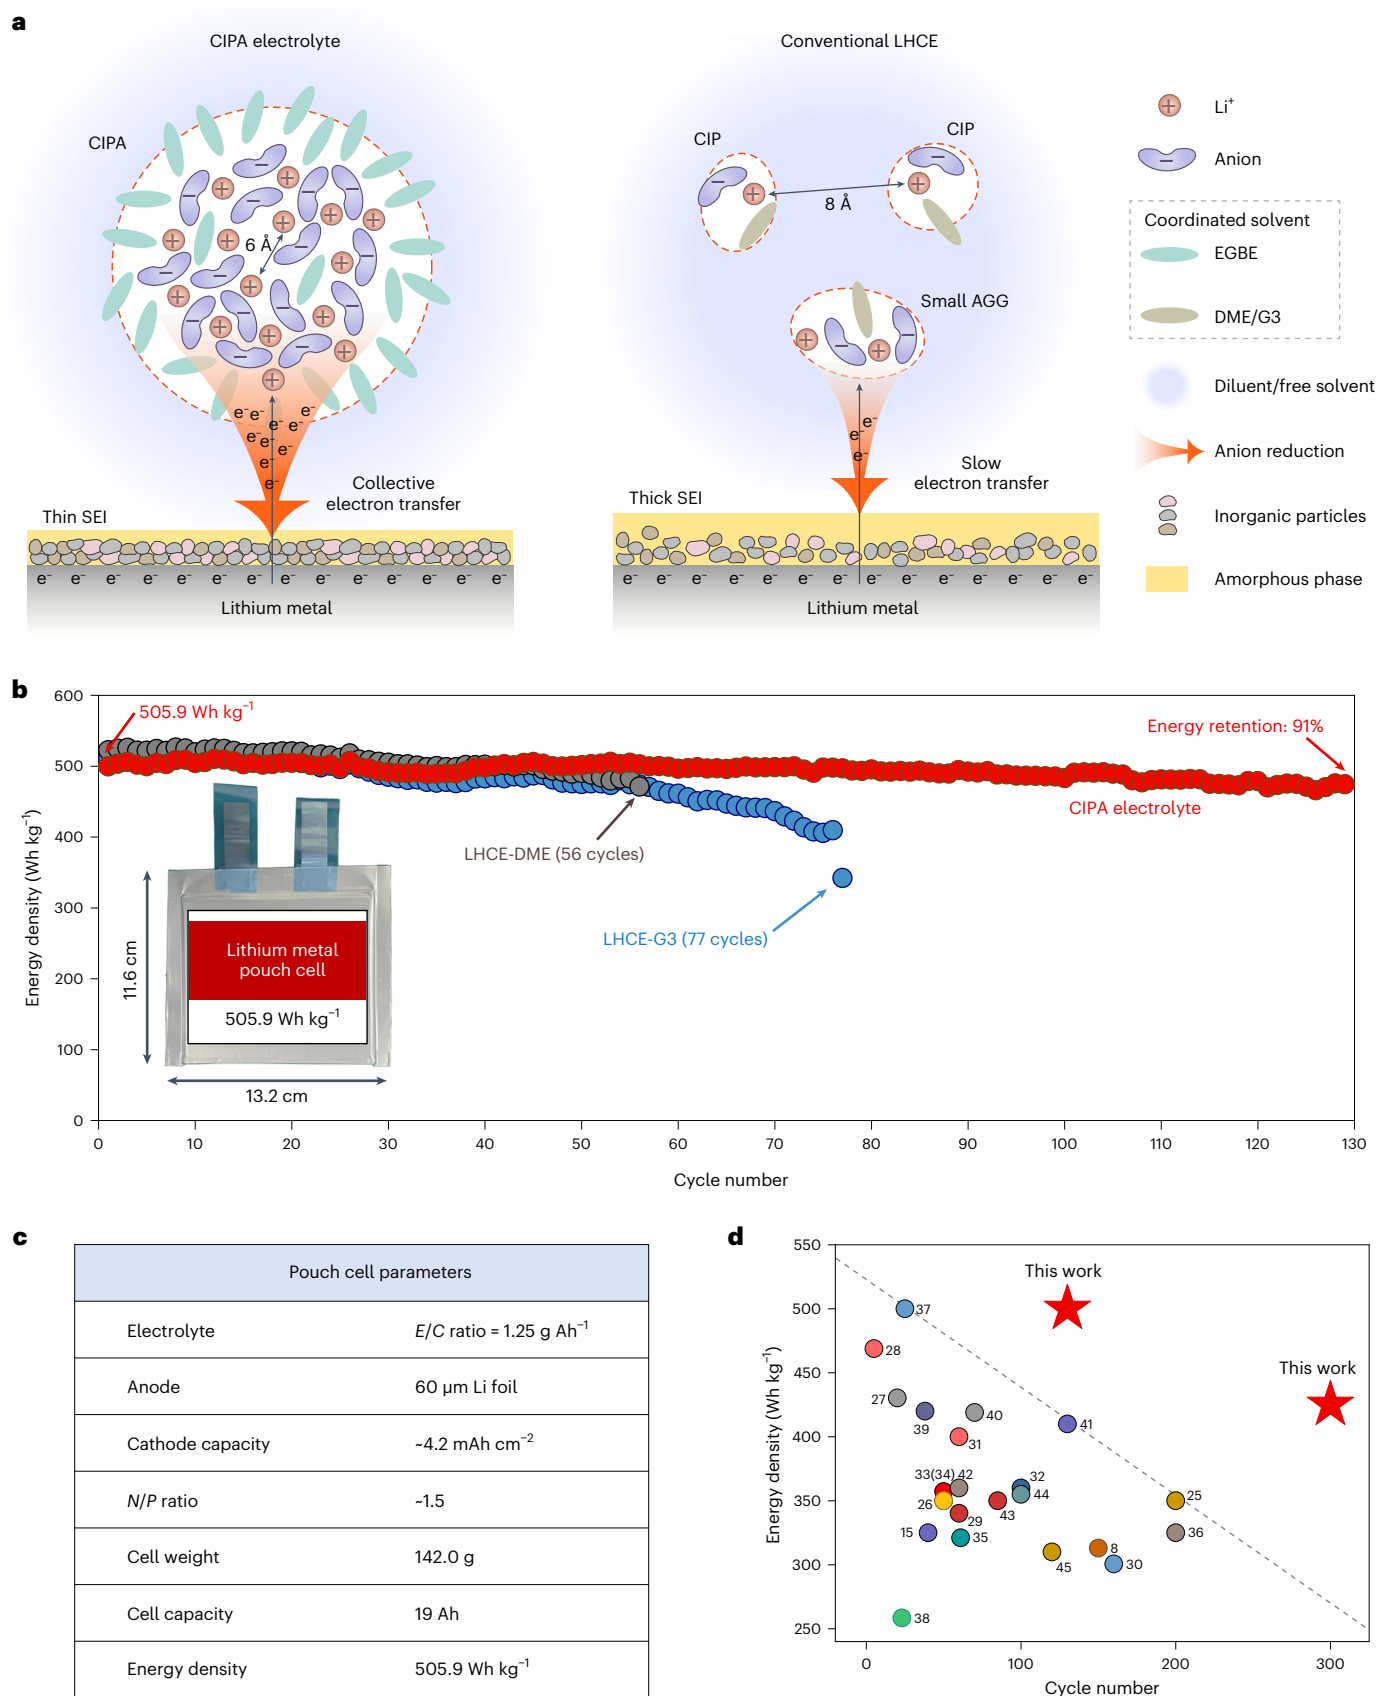 a
CIPA electrolyte
Conventional LHCE
CIPA
6 Å
e⁻ e⁻ e⁻
e⁻ e⁻
e⁻ e⁻ e⁻
e⁻
e⁻
Collective
electron transfer
Thin SEI
e⁻ e⁻ e⁻ e⁻ e⁻ e⁻ e⁻ e⁻ e⁻ e⁻ e⁻ e⁻ e⁻
Lithium metal
CIP
CIP
8 Å
Small AGG
e⁻
e⁻
e⁻
Slow
electron transfer
Thick SEI
e⁻ e⁻ e⁻ e⁻ e⁻ e⁻ e⁻ e⁻ e⁻ e⁻ e⁻
Lithium metal
Li⁺
Anion
Coordinated solvent
EGBE
DME/G3
Diluent/free solvent
Anion reduction
Inorganic particles
Amorphous phase
b
Energy density (Wh kg⁻¹)
600
500
400
300
200
100
0
505.9 Wh kg⁻¹
Energy retention: 91%
CIPA electrolyte
LHCE-DME (56 cycles)
LHCE-G3 (77 cycles)
11.6 cm
Lithium metal
pouch cell
505.9 Wh kg⁻¹
13.2 cm
0 10 20 30 40 50 60 70 80 90 100 110 120 130
Cycle number
c
Pouch cell parameters
Electrolyte E/C ratio = 1.25 g Ah⁻¹
Anode 60 µm Li foil
Cathode capacity ~4.2 mAh cm⁻²
N/P ratio ~1.5
Cell weight 142.0 g
Cell capacity 19 Ah
Energy density 505.9 Wh kg⁻¹
d
Energy density (Wh kg⁻¹)
550
500
450
400
350
300
250
This work
This work
37
28
27
39
40
31
41
33(34) 42
32
44
26
29
43
25
15
35
36
45
8
30
38
0 100 200 300
Cycle number